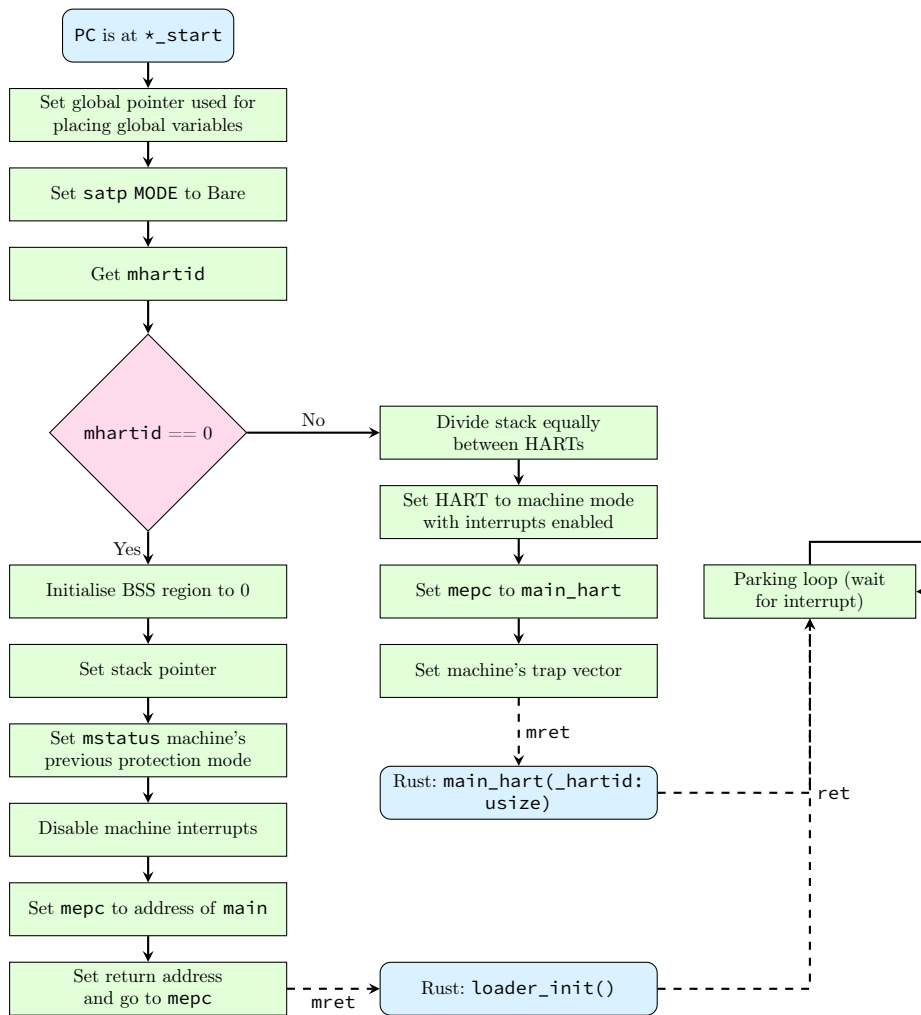 PC is at *_start
Set global pointer used for
placing global variables
Set satp MODE to Bare
Get mhartid
mhartid == 0
No
Yes
Divide stack equally
between HARTs
Set HART to machine mode
with interrupts enabled
Set mepc to main_hart
Set machine's trap vector
mret
Rust: main_hart(_hartid:
usize)
Parking loop (wait
for interrupt)
ret
Initialise BSS region to 0
Set stack pointer
Set mstatus machine's
previous protection mode
Disable machine interrupts
Set mepc to address of main
Set return address
and go to mepc
mret
Rust: loader_init()